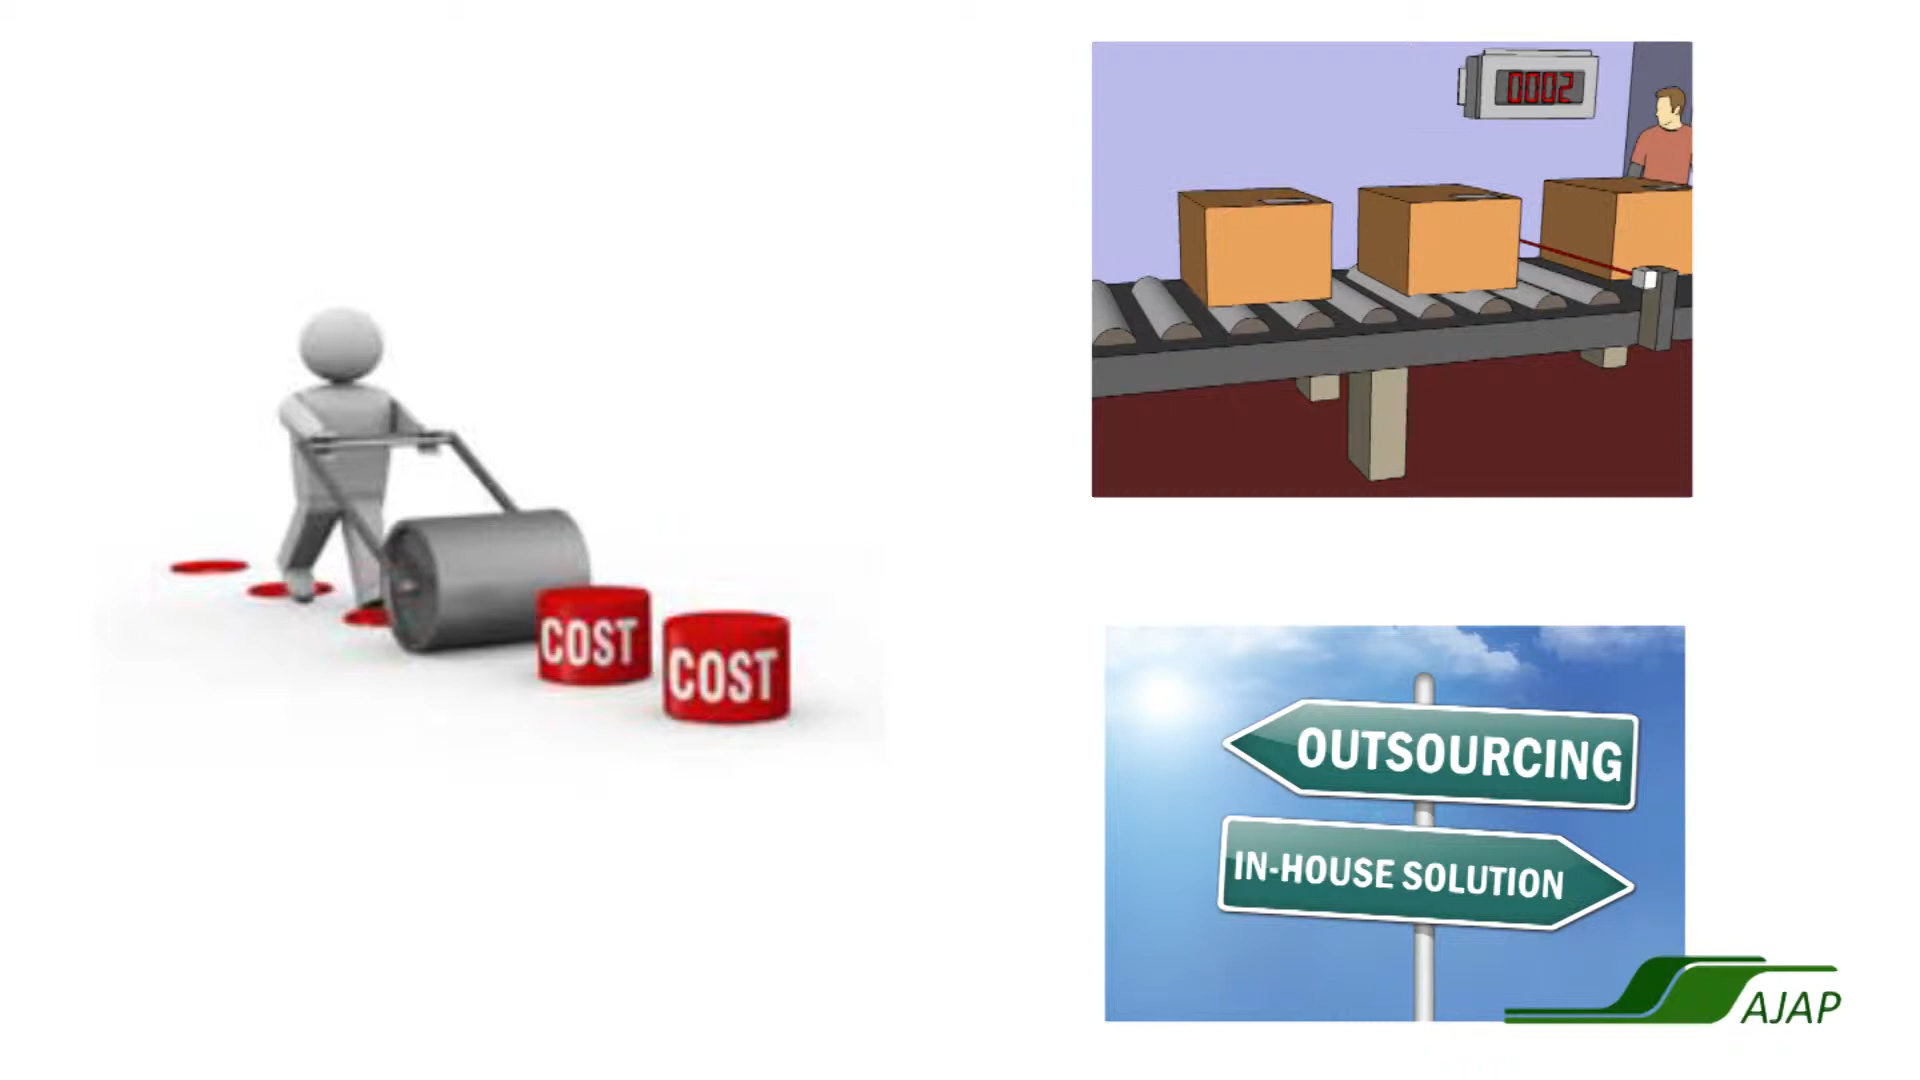 0002
COST
COST
OUTSOURCING
IN-HOUSE SOLUTION
AJAP